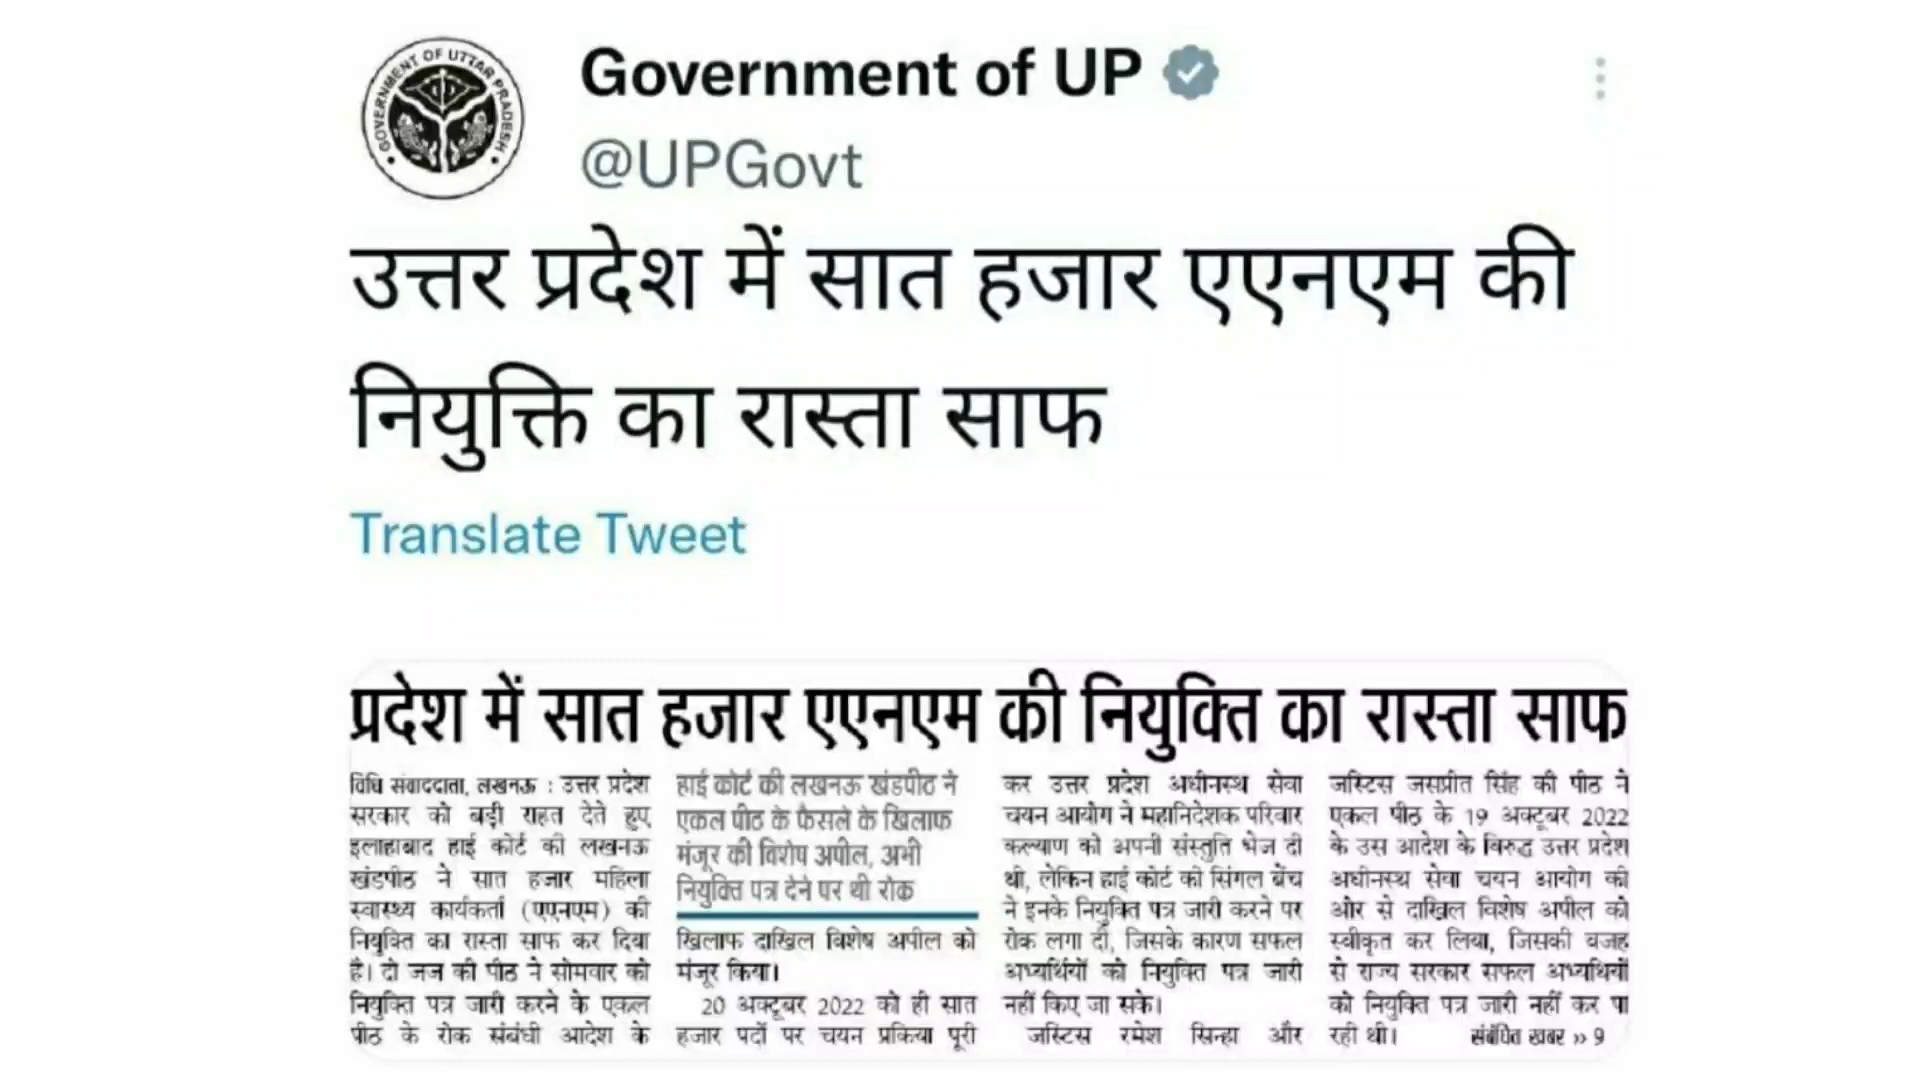 GOVERNMENT OF UTTAR PRADESH
Government of UP
@UPGovt
उत्तर प्रदेश में सात हजार एएनएम की
नियुक्ति का रास्ता साफ
Translate Tweet
प्रदेश में सात हजार एएनएम की नियुक्ति का रास्ता साफ
विधि संवाददाता, लखनऊ : उत्तर प्रदेश
सरकार को बड़ी राहत देते हुए
इलाहाबाद हाई कोर्ट की लखनऊ
खंडपीठ ने सात हजार महिला
स्वास्थ्य कार्यकर्ता (एएनएम) की
नियुक्ति का रास्ता साफ कर दिया
है। दो जज की पीठ ने सोमवार को
नियुक्ति पत्र जारी करने के एकल
पीठ के रोक संबंधी आदेश के
हाई कोर्ट की लखनऊ खंडपीठ ने
एकल पीठ के फैसले के खिलाफ
मंजूर की विशेष अपील, अभी
नियुक्ति पत्र देने पर थी रोक
खिलाफ दाखिल विशेष अपील को
मंजूर किया।
20 अक्टूबर 2022 को ही सात
हजार पदों पर चयन प्रकिया पूरी
कर उत्तर प्रदेश अधीनस्थ सेवा
चयन आयोग ने महानिदेशक परिवार
कल्याण को अपनी संस्तुति भेज दी
थी, लेकिन हाई कोर्ट की सिंगल बेंच
ने इनके नियुक्ति पत्र जारी करने पर
रोक लगा दी, जिसके कारण सफल
अभ्यर्थियों को नियुक्ति पत्र जारी
नहीं किए जा सके।
जस्टिस रमेश सिन्हा और
जस्टिस जसप्रीत सिंह की पीठ ने
एकल पीठ के 19 अक्टूबर 2022
के उस आदेश के विरुद्ध उत्तर प्रदेश
अधीनस्थ सेवा चयन आयोग की
ओर से दाखिल विशेष अपील को
स्वीकृत कर लिया, जिसकी वजह
से राज्य सरकार सफल अभ्यथियों
को नियुक्ति पत्र जारी नहीं कर पा
रही थी।
संबंधित खबर >> 9